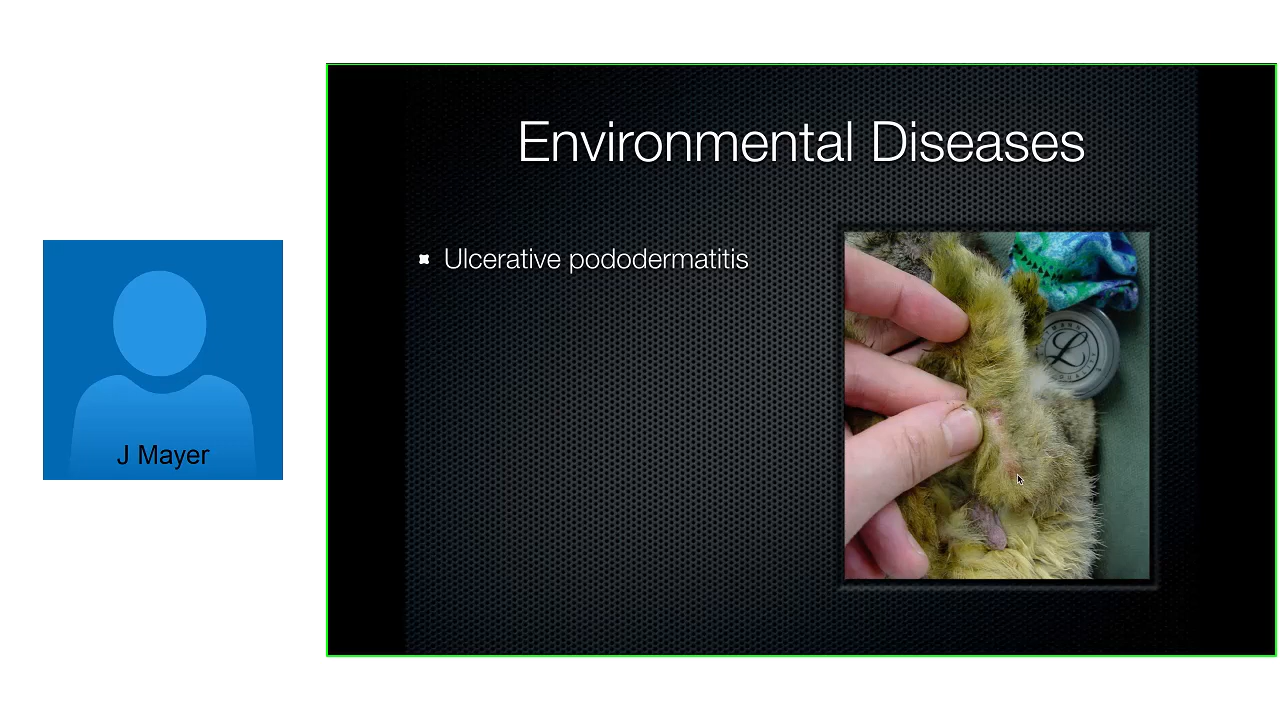 Environmental Diseases
Ulcerative pododermatitis
L
J Mayer